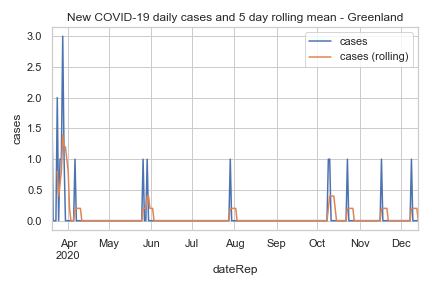 New COVID-19 daily cases and 5 day rolling mean - Greenland
cases
cases (rolling)
3.0
2.5
2.0
1.5
1.0
0.5
0.0
cases
Apr May Jun Jul Aug Sep Oct Nov Dec
2020
dateRep